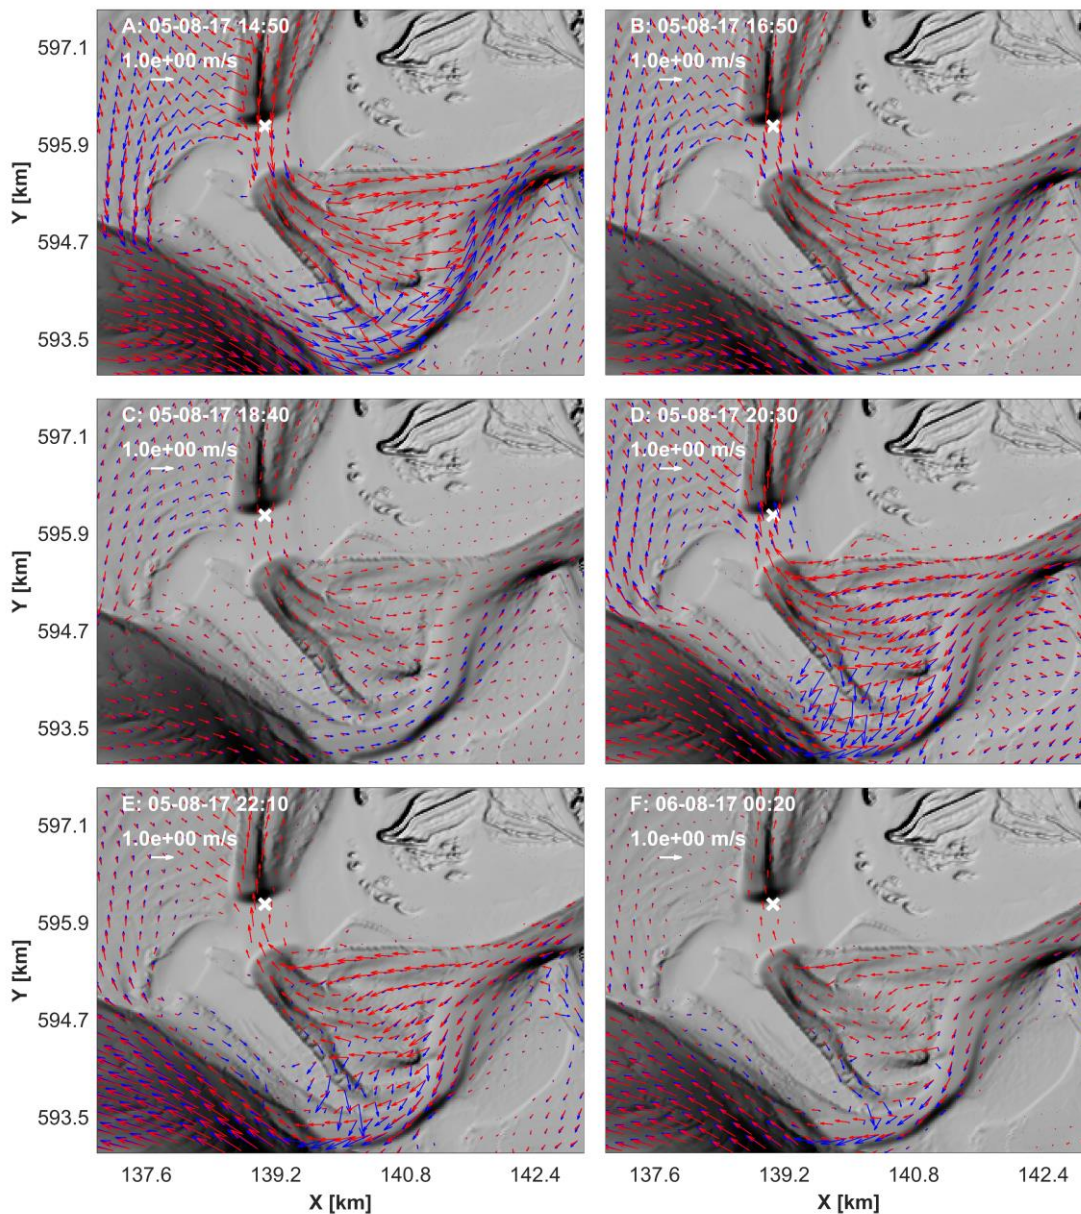 A: 05-08-17 14:50
1.0e+00 m/s
B: 05-08-17 16:50
1.0e+00 m/s
597.1
595.9
594.7
593.5
Y [km]
C: 05-08-17 18:40
1.0e+00 m/s
D: 05-08-17 20:30
1.0e+00 m/s
597.1
595.9
594.7
593.5
Y [km]
E: 05-08-17 22:10
1.0e+00 m/s
F: 06-08-17 00:20
1.0e+00 m/s
597.1
595.9
594.7
593.5
Y [km]
137.6 139.2 140.8 142.4
X [km]
137.6 139.2 140.8 142.4
X [km]